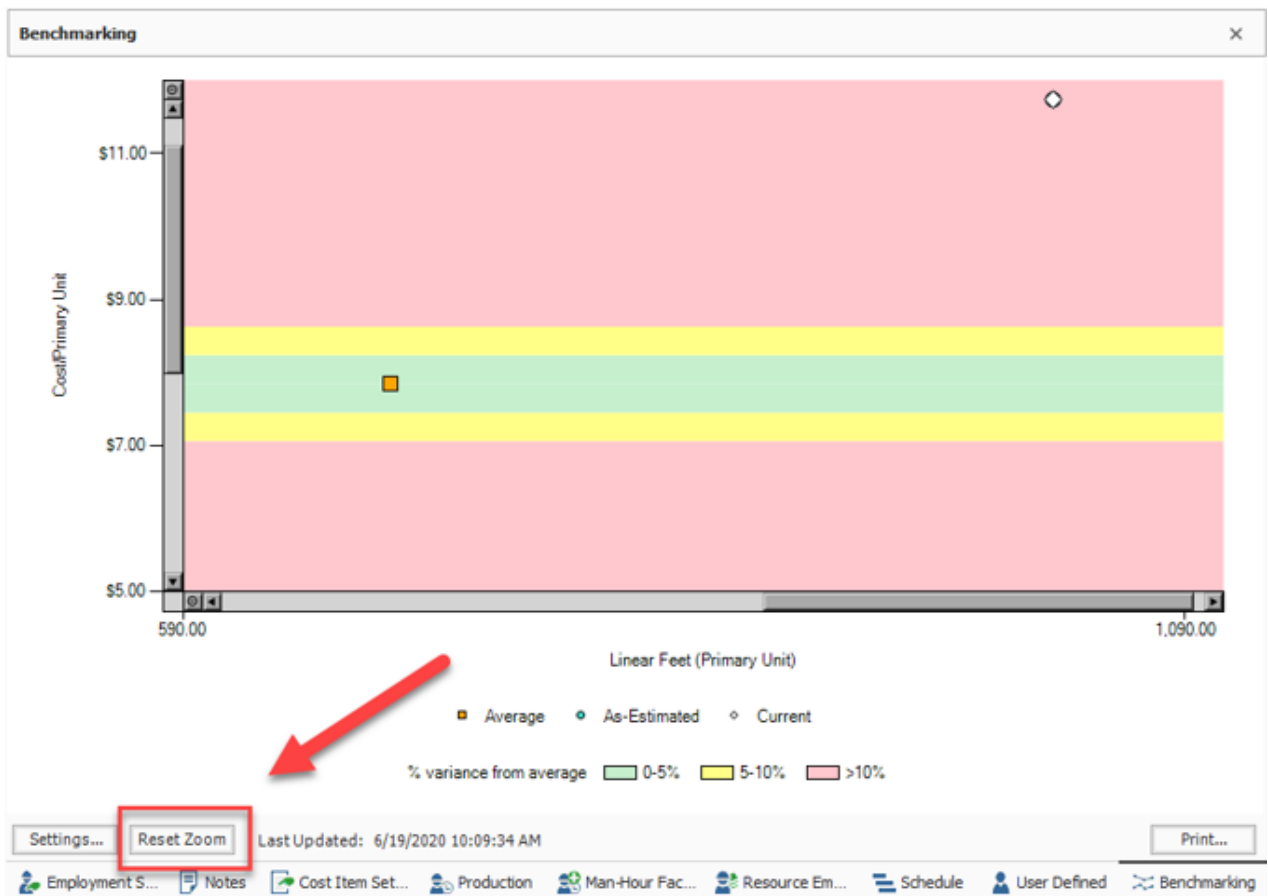 Benchmarking
$11.00
$9.00
Cost/Primary Unit
$7.00
$5.00
590.00 1,090.00
Linear Feet (Primary Unit)
Average As-Estimated Current
% variance from average 0-5% 5-10% >10%
Settings... Reset Zoom Last Updated: 6/19/2020 10:09:34 AM Print...
Employment S... Notes Cost Item Set... Production Man-Hour Fac... Resource Em... Schedule User Defined Benchmarking